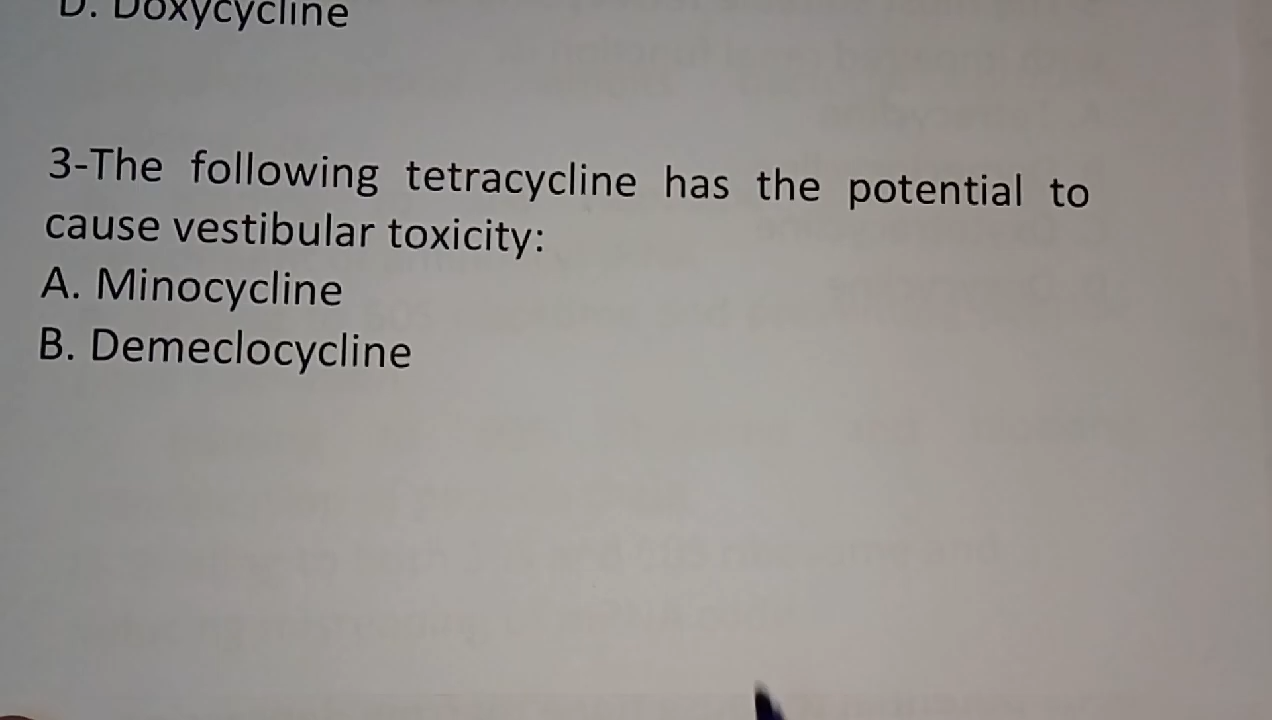 D. Doxycycline
3-The following tetracycline has the potential to
cause vestibular toxicity:
A. Minocycline
B. Demeclocycline